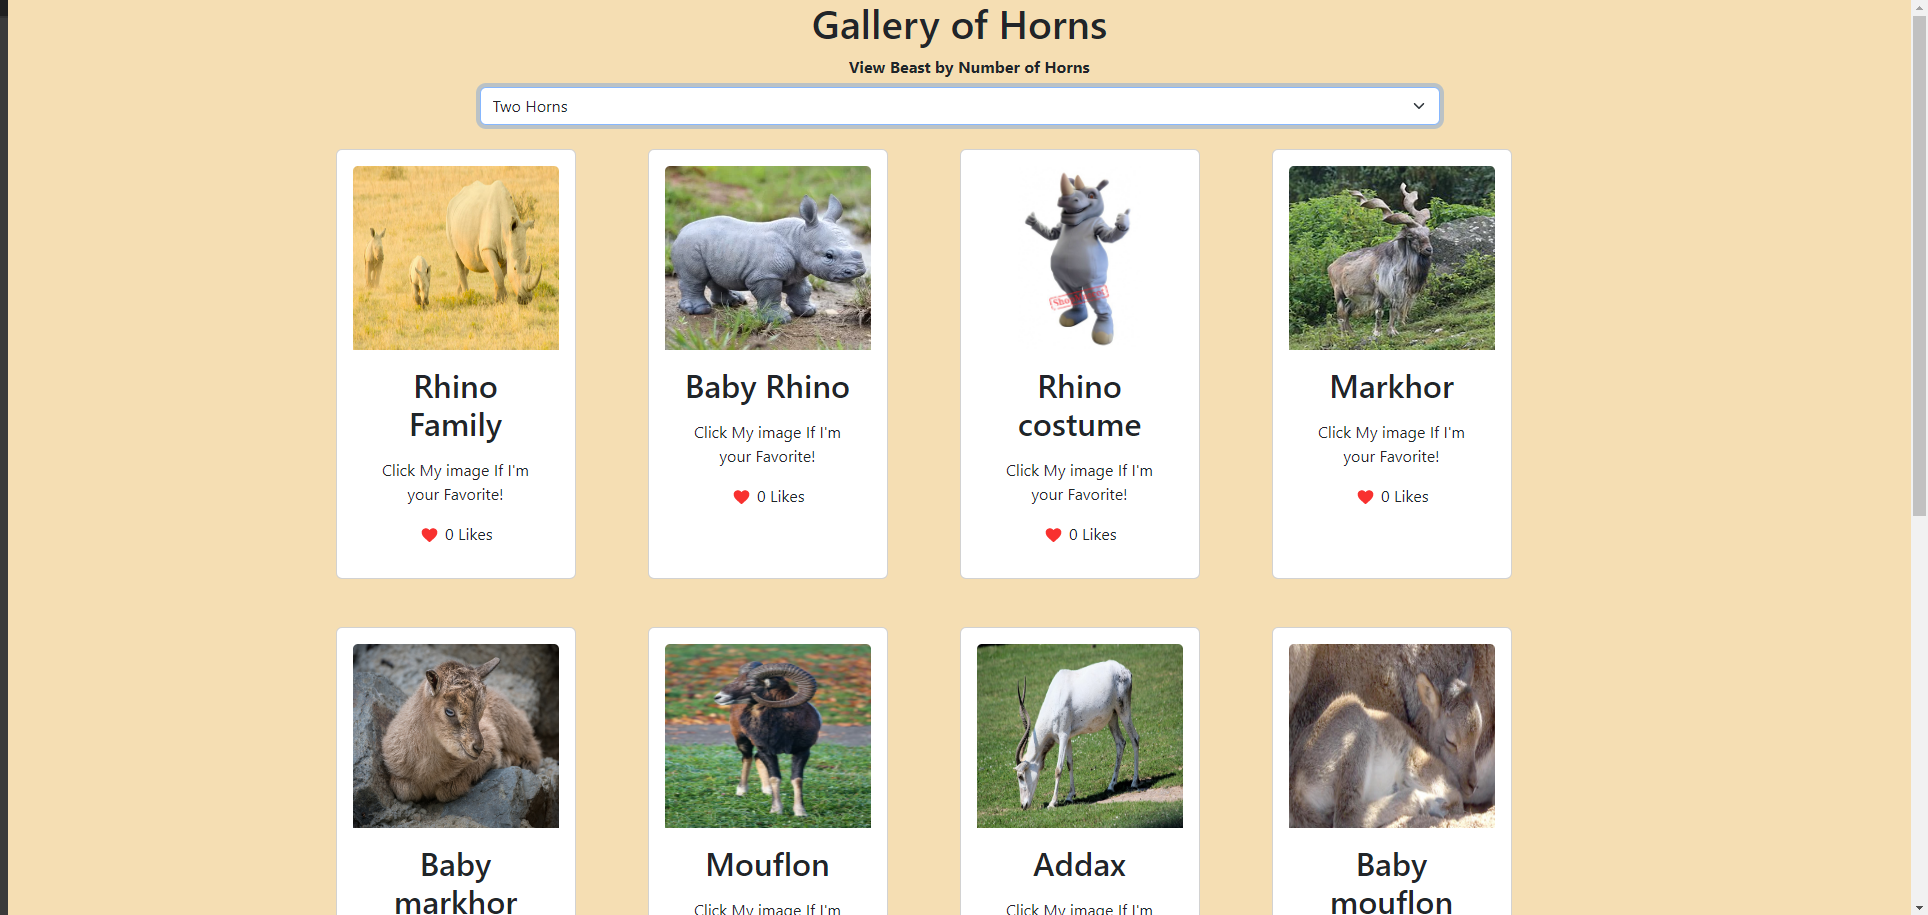 Gallery of Horns
View Beast by Number of Horns
Two Horns
Rhino
Family
Click My image If I'm
your Favorite!
0 Likes
Baby Rhino
Click My image If I'm
your Favorite!
0 Likes
Rhino
costume
Click My image If I'm
your Favorite!
0 Likes
Markhor
Click My image If I'm
your Favorite!
0 Likes
Baby
markhor
Mouflon
Click My image If I'm
Addax
Click My image If I'm
Baby
mouflon